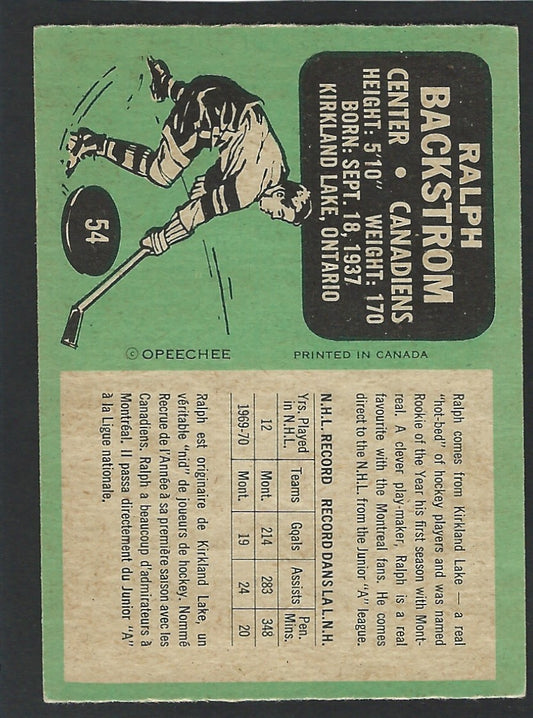 RALPH
BACKSTROM
CENTER • CANADIENS
HEIGHT: 5'10" WEIGHT: 170
BORN: SEPT. 18, 1937
KIRKLAND LAKE, ONTARIO
54
© OPEECHEE
PRINTED IN CANADA
Ralph comes from Kirkland Lake — a real
"hot-bed" of hockey players and was named
Rookie of the Year his first season with Mont-
real. A clever play-maker, Ralph is a real
favourite with the Montreal fans. He comes
direct to the N.H.L. from the Junior "A" league.
N.H.L. RECORD RECORD DANS LA L.N.H.
Yrs. Played in N.H.L. Teams Goals Assists Pen. Mins.
12 Mont. 214 283 348
1969-70 Mont. 19 24 20
Ralph est originaire de Kirkland Lake, un
véritable "nid" de joueurs de hockey. Nommé
Recrue de l'Année à sa première saison avec les
Canadiens. Ralph a beaucoup d'admirateurs à
Montréal. Il passa directement du Junior "A"
à la Ligue nationale.